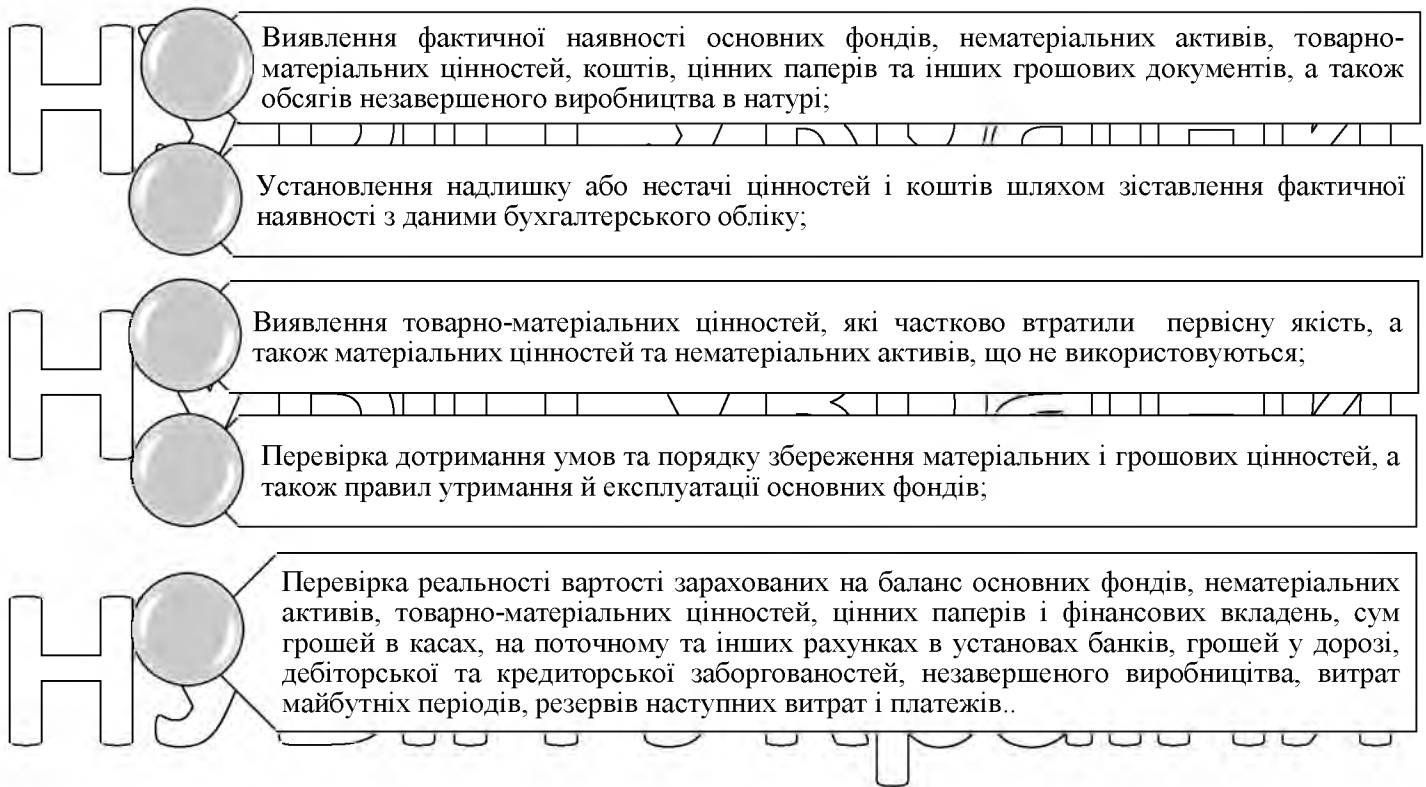 Виявлення фактичної наявності основних фондів, нематеріальних активів, товарно-
матеріальних цінностей, коштів, цінних паперів та інших грошових документів, а також
обсягів незавершеного виробництва в натурі;
Установлення надлишку або нестачі цінностей і коштів шляхом зіставлення фактичної
наявності з даними бухгалтерського обліку;
Виявлення товарно-матеріальних цінностей, які частково втратили первісну якість, а
також матеріальних цінностей та нематеріальних активів, що не використовуються;
Перевірка дотримання умов та порядку збереження матеріальних і грошових цінностей, а
також правил утримання й експлуатації основних фондів;
Перевірка реальності вартості зарахованих на баланс основних фондів, нематеріальних
активів, товарно-матеріальних цінностей, цінних паперів і фінансових вкладень, сум
грошей в касах, на поточному та інших рахунках в установах банків, грошей у дорозі,
дебіторської та кредиторської заборгованостей, незавершеного виробницітва, витрат
майбутніх періодів, резервів наступних витрат і платежів..